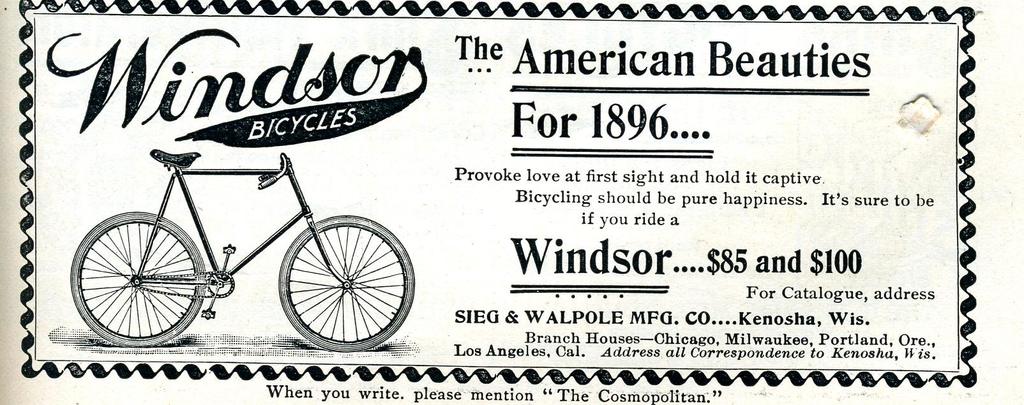 Windsor
BICYCLES
The American Beauties
For 1896....
Provoke love at first sight and hold it captive.
Bicycling should be pure happiness. It's sure to be
if you ride a
Windsor....$85 and $100
For Catalogue, address
SIEG & WALPOLE MFG. CO....Kenosha, Wis.
Branch Houses—Chicago, Milwaukee, Portland, Ore.,
Los Angeles, Cal. Address all Correspondence to Kenosha, Wis.
When you write. please mention "The Cosmopolitan."